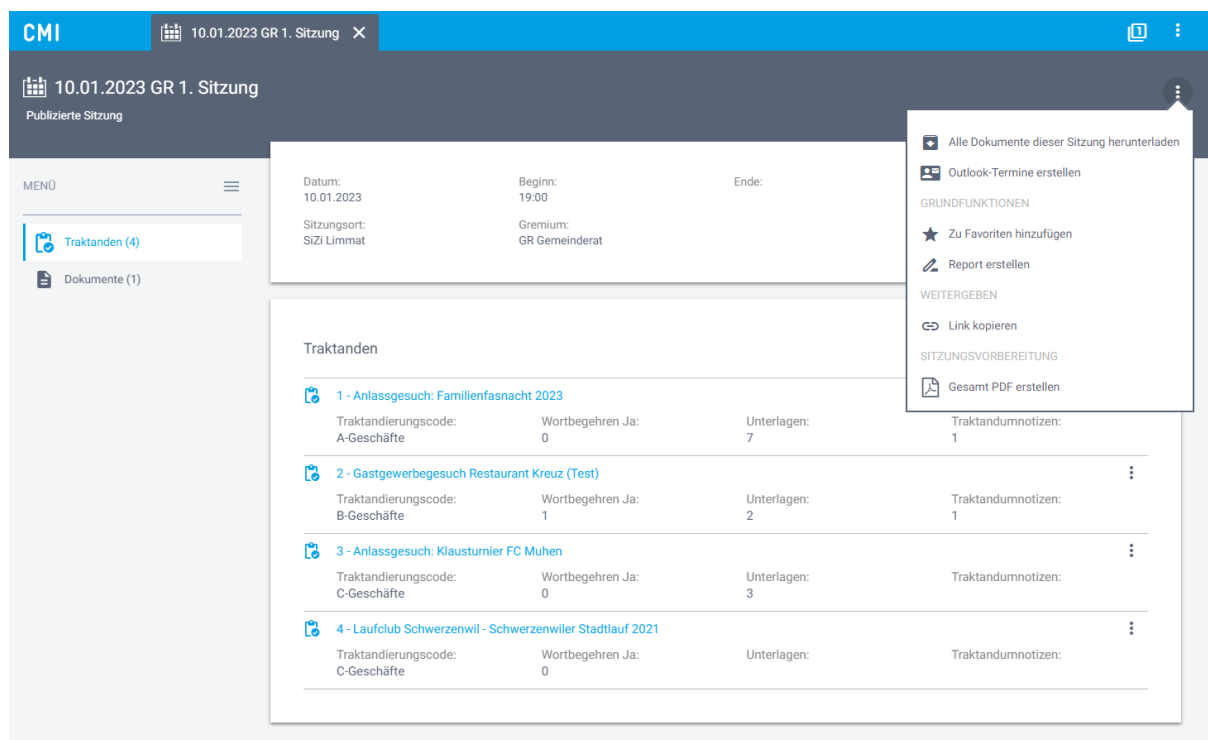 CMI
10.01.2023 GR 1. Sitzung
1
10.01.2023 GR 1. Sitzung
Publizierte Sitzung
Alle Dokumente dieser Sitzung herunterladen
Outlook-Termine erstellen
GRUNDFUNKTIONEN
Zu Favoriten hinzufügen
Report erstellen
WEITERGEBEN
Link kopieren
SITZUNGSVORBEREITUNG
Gesamt PDF erstellen
MENÜ
Traktanden (4)
Dokumente (1)
Datum: Beginn: Ende:
10.01.2023 19:00
Sitzungsort: Gremium:
SiZi Limmat GR Gemeinderat
Traktanden
1 - Anlassgesuch: Familienfasnacht 2023
Traktandierungscode: Wortbegehren Ja: Unterlagen: Traktandumnotizen:
A-Geschäfte 0 7 1
2 - Gastgewerbegesuch Restaurant Kreuz (Test)
Traktandierungscode: Wortbegehren Ja: Unterlagen: Traktandumnotizen:
B-Geschäfte 1 2 1
3 - Anlassgesuch: Klausturnier FC Muhen
Traktandierungscode: Wortbegehren Ja: Unterlagen: Traktandumnotizen:
C-Geschäfte 0 3
4 - Laufclub Schwerzenwil - Schwerzenwiler Stadtlauf 2021
Traktandierungscode: Wortbegehren Ja: Unterlagen: Traktandumnotizen:
C-Geschäfte 0